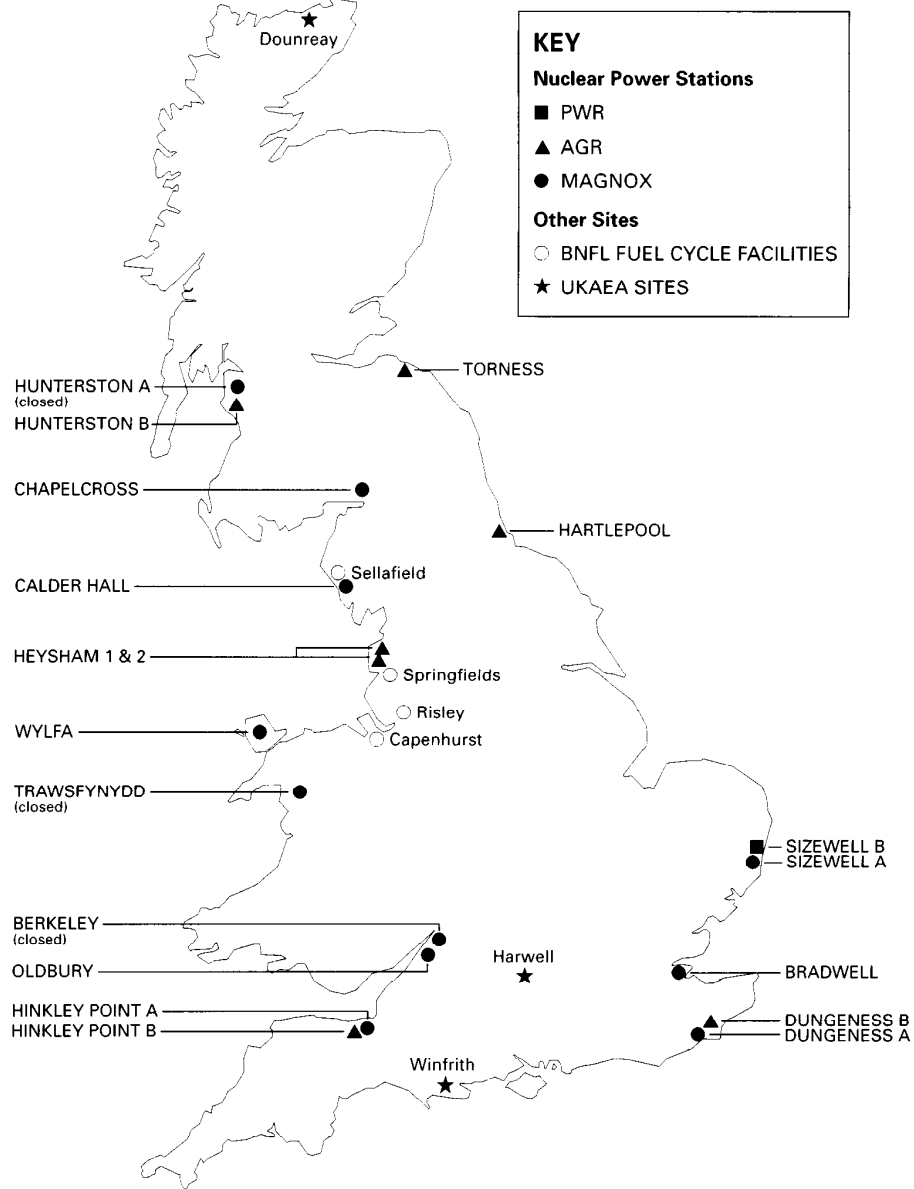 Dounreay
KEY
Nuclear Power Stations
PWR
AGR
MAGNOX
Other Sites
BNFL FUEL CYCLE FACILITIES
UKAEA SITES
HUNTERSTON A
(closed)
HUNTERSTON B
TORNESS
CHAPELCROSS
HARTLEPOOL
Sellafield
CALDER HALL
HEYSHAM 1 & 2
Springfields
Risley
WYLFA
Capenhurst
TRAWSFYNYDD
(closed)
SIZEWELL B
SIZEWELL A
BERKELEY
(closed)
OLDBURY
Harwell
BRADWELL
HINKLEY POINT A
HINKLEY POINT B
DUNGENESS B
DUNGENESS A
Winfrith